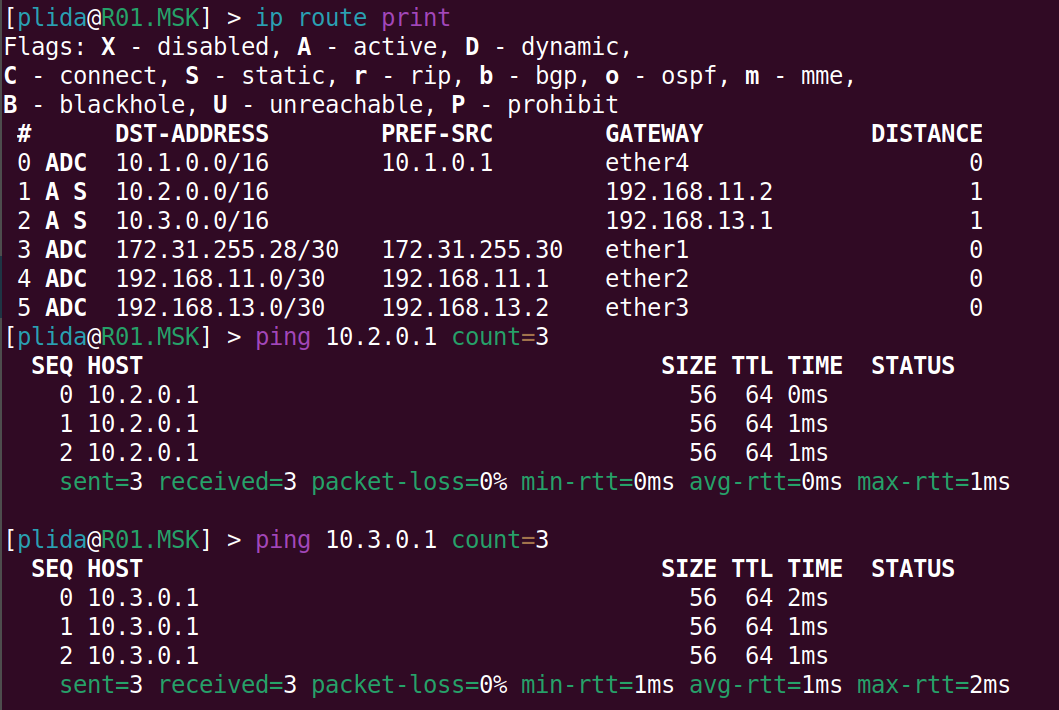 [plida@R01.MSK] > ip route print
Flags: X - disabled, A - active, D - dynamic,
C - connect, S - static, r - rip, b - bgp, o - ospf, m - mme,
B - blackhole, U - unreachable, P - prohibit
 #      DST-ADDRESS        PREF-SRC        GATEWAY            DISTANCE
 0 ADC  10.1.0.0/16        10.1.0.1        ether4                    0
 1 A S  10.2.0.0/16                        192.168.11.2              1
 2 A S  10.3.0.0/16                        192.168.13.1              1
 3 ADC  172.31.255.28/30   172.31.255.30   ether1                    0
 4 ADC  192.168.11.0/30    192.168.11.1    ether2                    0
 5 ADC  192.168.13.0/30    192.168.13.2    ether3                    0
[plida@R01.MSK] > ping 10.2.0.1 count=3
  SEQ HOST                                     SIZE TTL TIME  STATUS
    0 10.2.0.1                                   56  64 0ms
    1 10.2.0.1                                   56  64 1ms
    2 10.2.0.1                                   56  64 1ms
    sent=3 received=3 packet-loss=0% min-rtt=0ms avg-rtt=0ms max-rtt=1ms
[plida@R01.MSK] > ping 10.3.0.1 count=3
  SEQ HOST                                     SIZE TTL TIME  STATUS
    0 10.3.0.1                                   56  64 2ms
    1 10.3.0.1                                   56  64 1ms
    2 10.3.0.1                                   56  64 1ms
    sent=3 received=3 packet-loss=0% min-rtt=1ms avg-rtt=1ms max-rtt=2ms